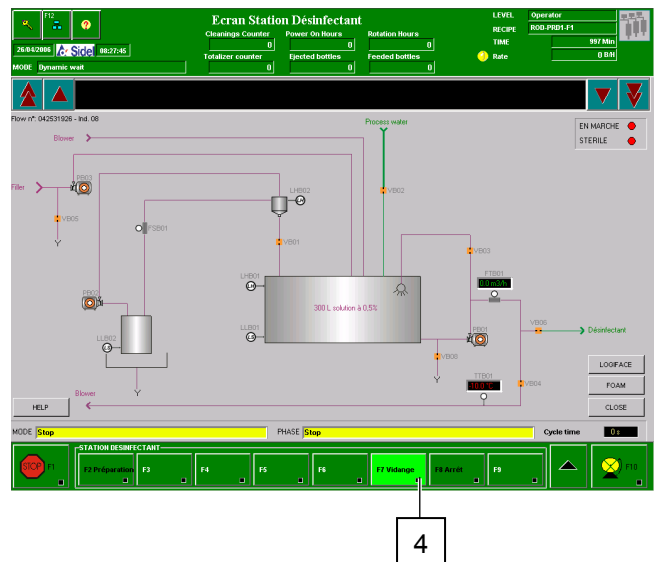 F12
?
26/04/2006 Sidel 08:27:45
MODE Dynamic wait
Ecran Station Désinfectant
Cleanings Counter Power On Hours Rotation Hours
0 0 0
Totalizer counter Ejected bottles Feeded bottles
0 0 0
LEVEL Operator
RECIPE ROD-PRD1-F1
TIME 997 Min
Rate 0 B/H
Flow n°: 042531926 - Ind. 08
Process water
EN MARCHE
STERILE
Blower
Filler
PB03
LHB02
VB02
VB05
FSB01
VB01
VB03
LHB01
LH
FTB01
0.0 m3/h
PB02
300 L solution à 0,5%
LLB01
LS
LLB02
LS
PB01
VB06
Désinfectant
VB08
TTB01
-10.0°C
VB04
LOGIFACE
FOAM
CLOSE
Blower
HELP
MODE Stop
PHASE Stop
Cycle time 0 s
STATION DESINFECTANT
STOP F1
F2 Préparation
F3
F4
F5
F6
F7 Vidange
F8 Arrêt
F9
F10
4